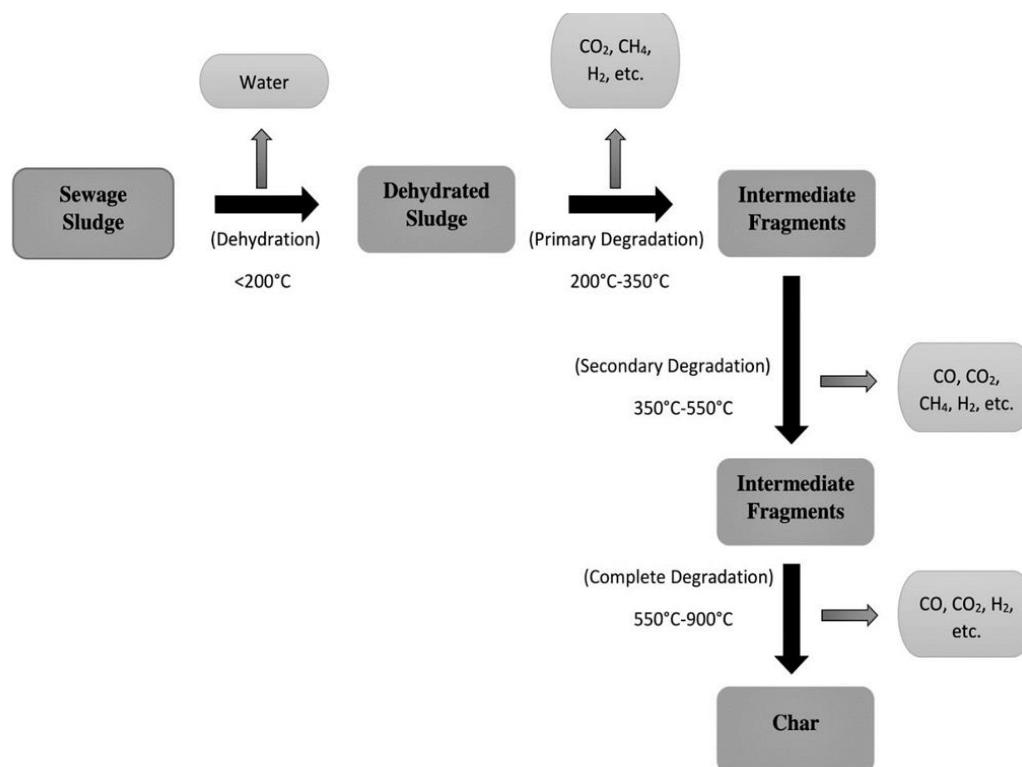 Water
CO₂, CH₄,
H₂, etc.
Sewage
Sludge
(Dehydration)
<200°C
Dehydrated
Sludge
(Primary Degradation)
200°C-350°C
Intermediate
Fragments
(Secondary Degradation)
350°C-550°C
CO, CO₂,
CH₄, H₂, etc.
Intermediate
Fragments
(Complete Degradation)
550°C-900°C
CO, CO₂, H₂,
etc.
Char